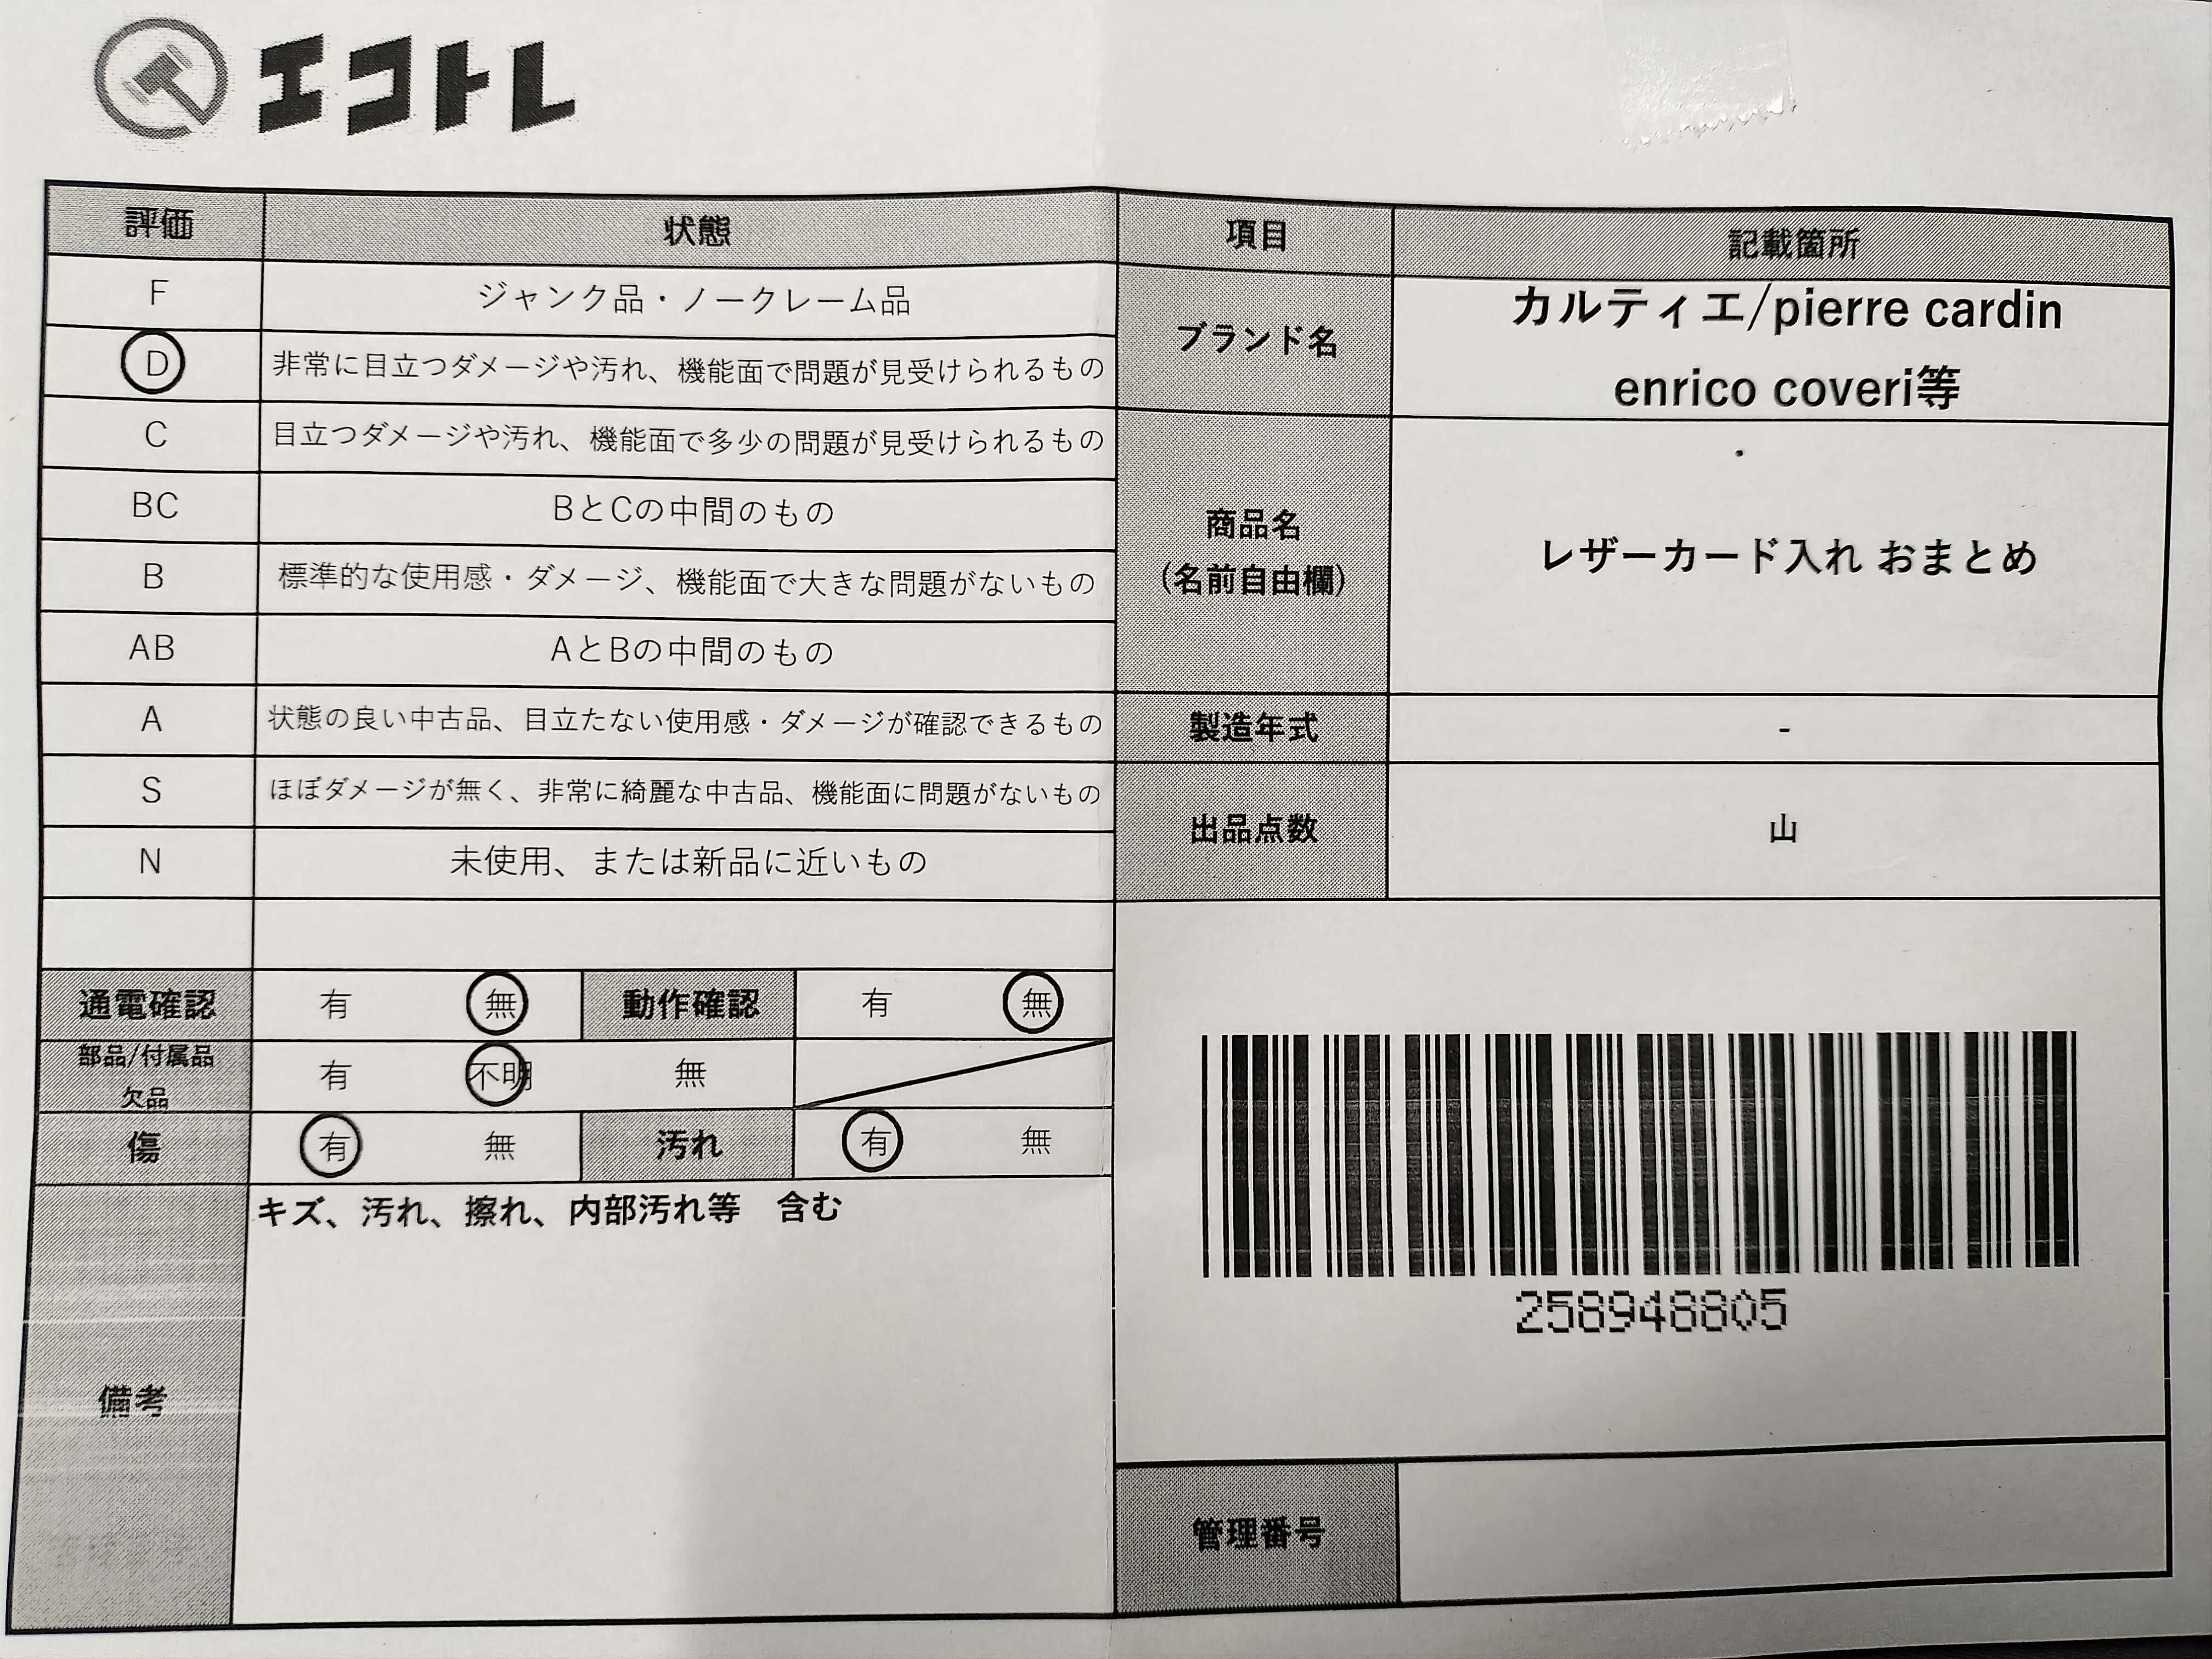 エコトレ
評価 状態 項目 記載箇所
F ジャンク品・ノークレーム品
D 非常に目立つダメージや汚れ、機能面で問題が見受けられるもの
C 目立つダメージや汚れ、機能面で多少の問題が見受けられるもの
BC BとCの中間のもの
B 標準的な使用感・ダメージ、機能面で大きな問題がないもの
AB AとBの中間のもの
A 状態の良い中古品、目立たない使用感・ダメージが確認できるもの
S ほぼダメージが無く、非常に綺麗な中古品、機能面に問題がないもの
N 未使用、または新品に近いもの
通電確認 有 無 動作確認 有 無
部品/付属品
欠品 有 不明 無
傷 有 無 汚れ 有 無
備考 キズ、汚れ、擦れ、内部汚れ等 含む
ブランド名 カルティエ/pierre cardin
enrico coveri等
商品名
(名前自由欄) レザーカード入れ おまとめ
製造年式 -
出品点数 山
258948805
管理番号